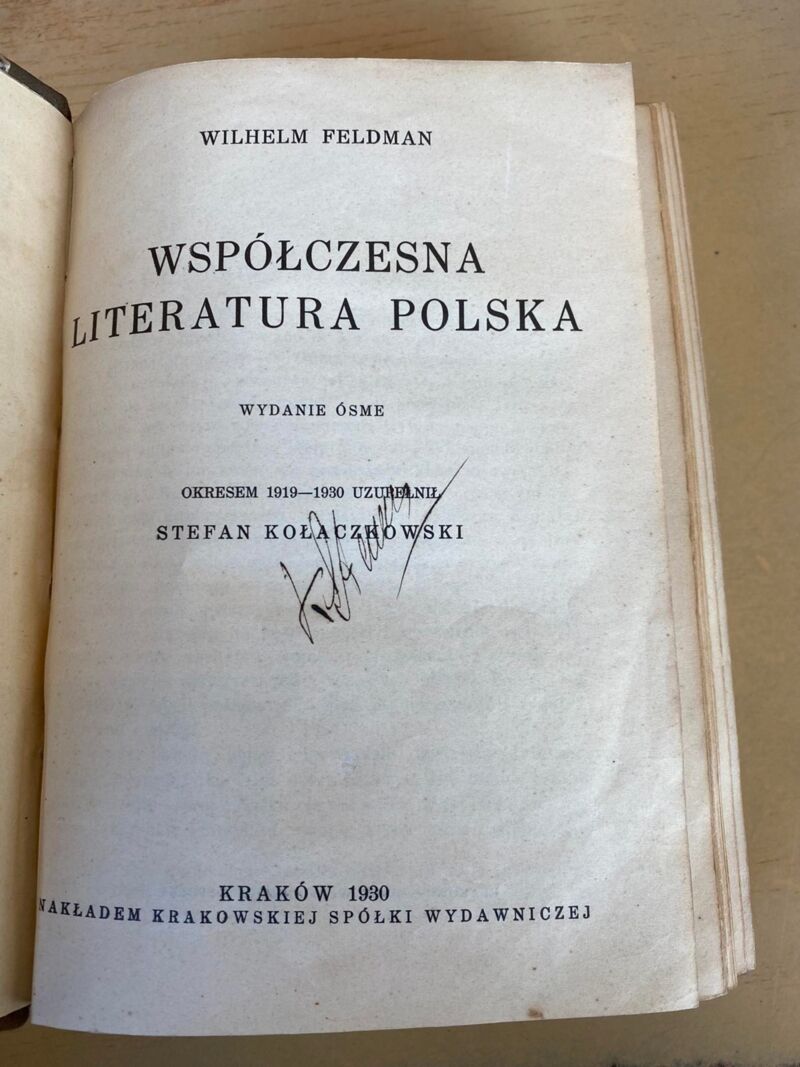 WILHELM FELDMAN
WSPÓŁCZESNA
LITERATURA POLSKA
WYDANIE ÓSME
OKRESEM 1919—1930 UZUPEŁNIŁ
STEFAN KOŁACZKOWSKI
KRAKÓW 1930
NAKŁADEM KRAKOWSKIEJ SPÓŁKI WYDAWNICZEJ